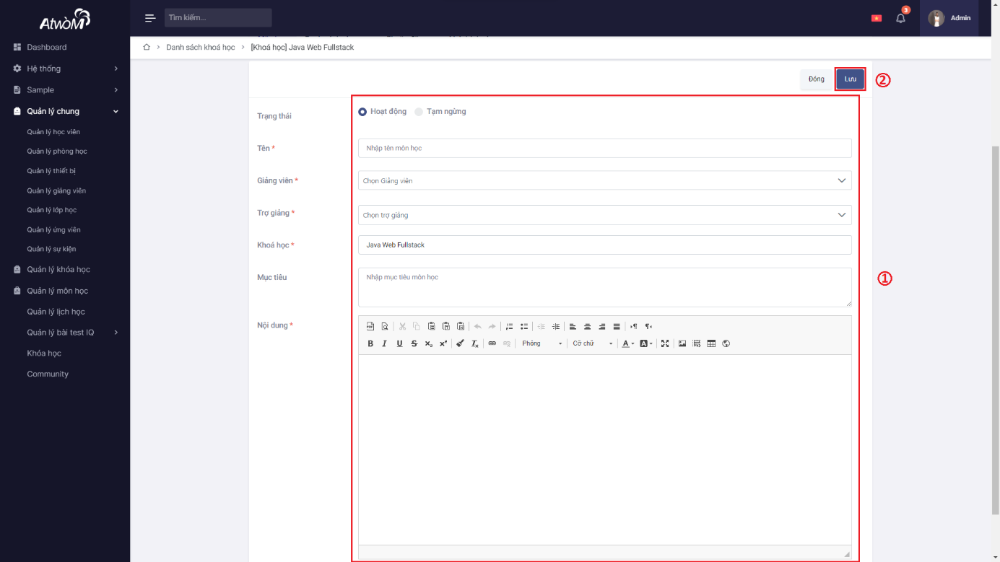 AtwòM
Tìm kiếm...
3
Admin
Dashboard
Hệ thống
Sample
Quản lý chung
Quản lý học viên
Quản lý phòng học
Quản lý thiết bị
Quản lý giảng viên
Quản lý lớp học
Quản lý ứng viên
Quản lý sự kiện
Quản lý khóa học
Quản lý môn học
Quản lý lịch học
Quản lý bài test IQ
Khóa học
Community
Danh sách khoá học > [Khoá học] Java Web Fullstack
Đóng
Lưu
②
Trạng thái
Hoạt động
Tạm ngừng
Tên *
Nhập tên môn học
Giảng viên *
Chọn Giảng viên
Trợ giảng *
Chọn trợ giảng
Khoá học *
Java Web Fullstack
Mục tiêu
Nhập mục tiêu môn học
①
Nội dung *
Phông
Cỡ chữ